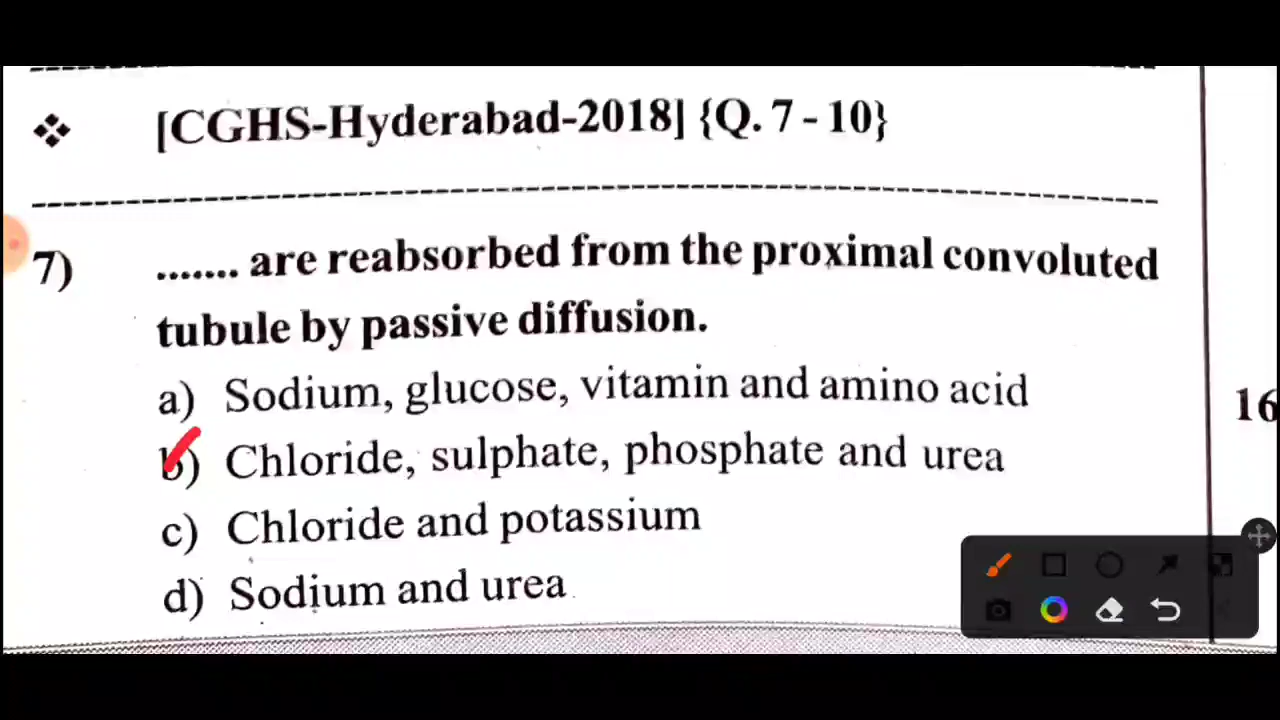 ❖ [CGHS-Hyderabad-2018] {Q. 7 - 10}
7) ....... are reabsorbed from the proximal convoluted
tubule by passive diffusion.
a) Sodium, glucose, vitamin and amino acid
b) Chloride, sulphate, phosphate and urea
c) Chloride and potassium
d) Sodium and urea
16